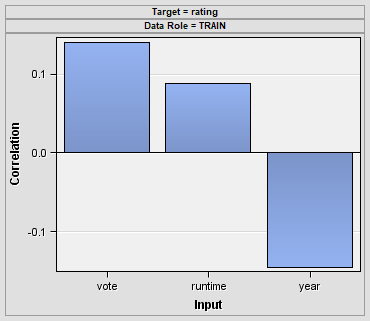 Target = rating
Data Role = TRAIN
Correlation
0.1
0.0
-0.1
vote runtime year
Input